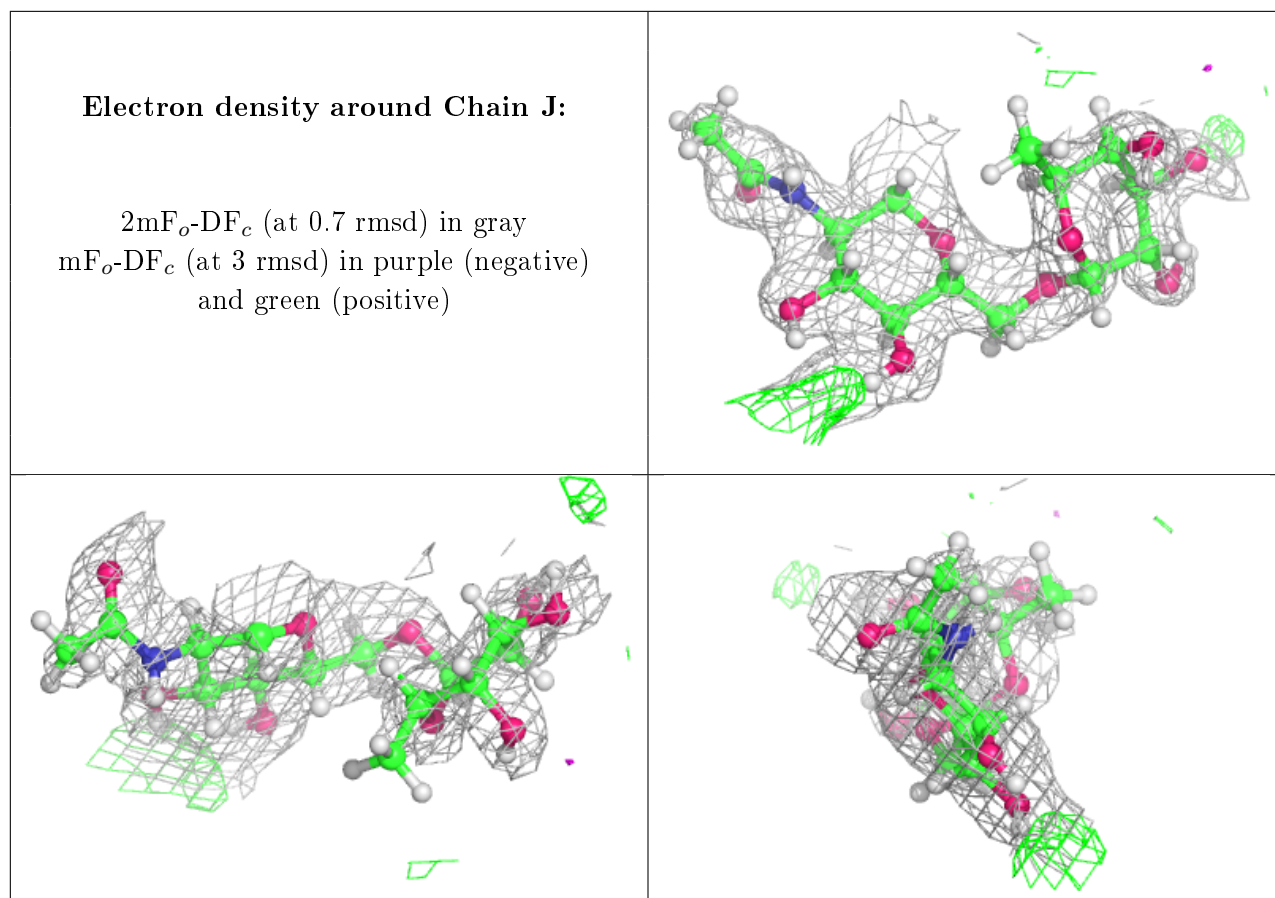 Electron density around Chain J:
2mFₒ-DF𝒸 (at 0.7 rmsd) in gray
mFₒ-DF𝒸 (at 3 rmsd) in purple (negative)
and green (positive)